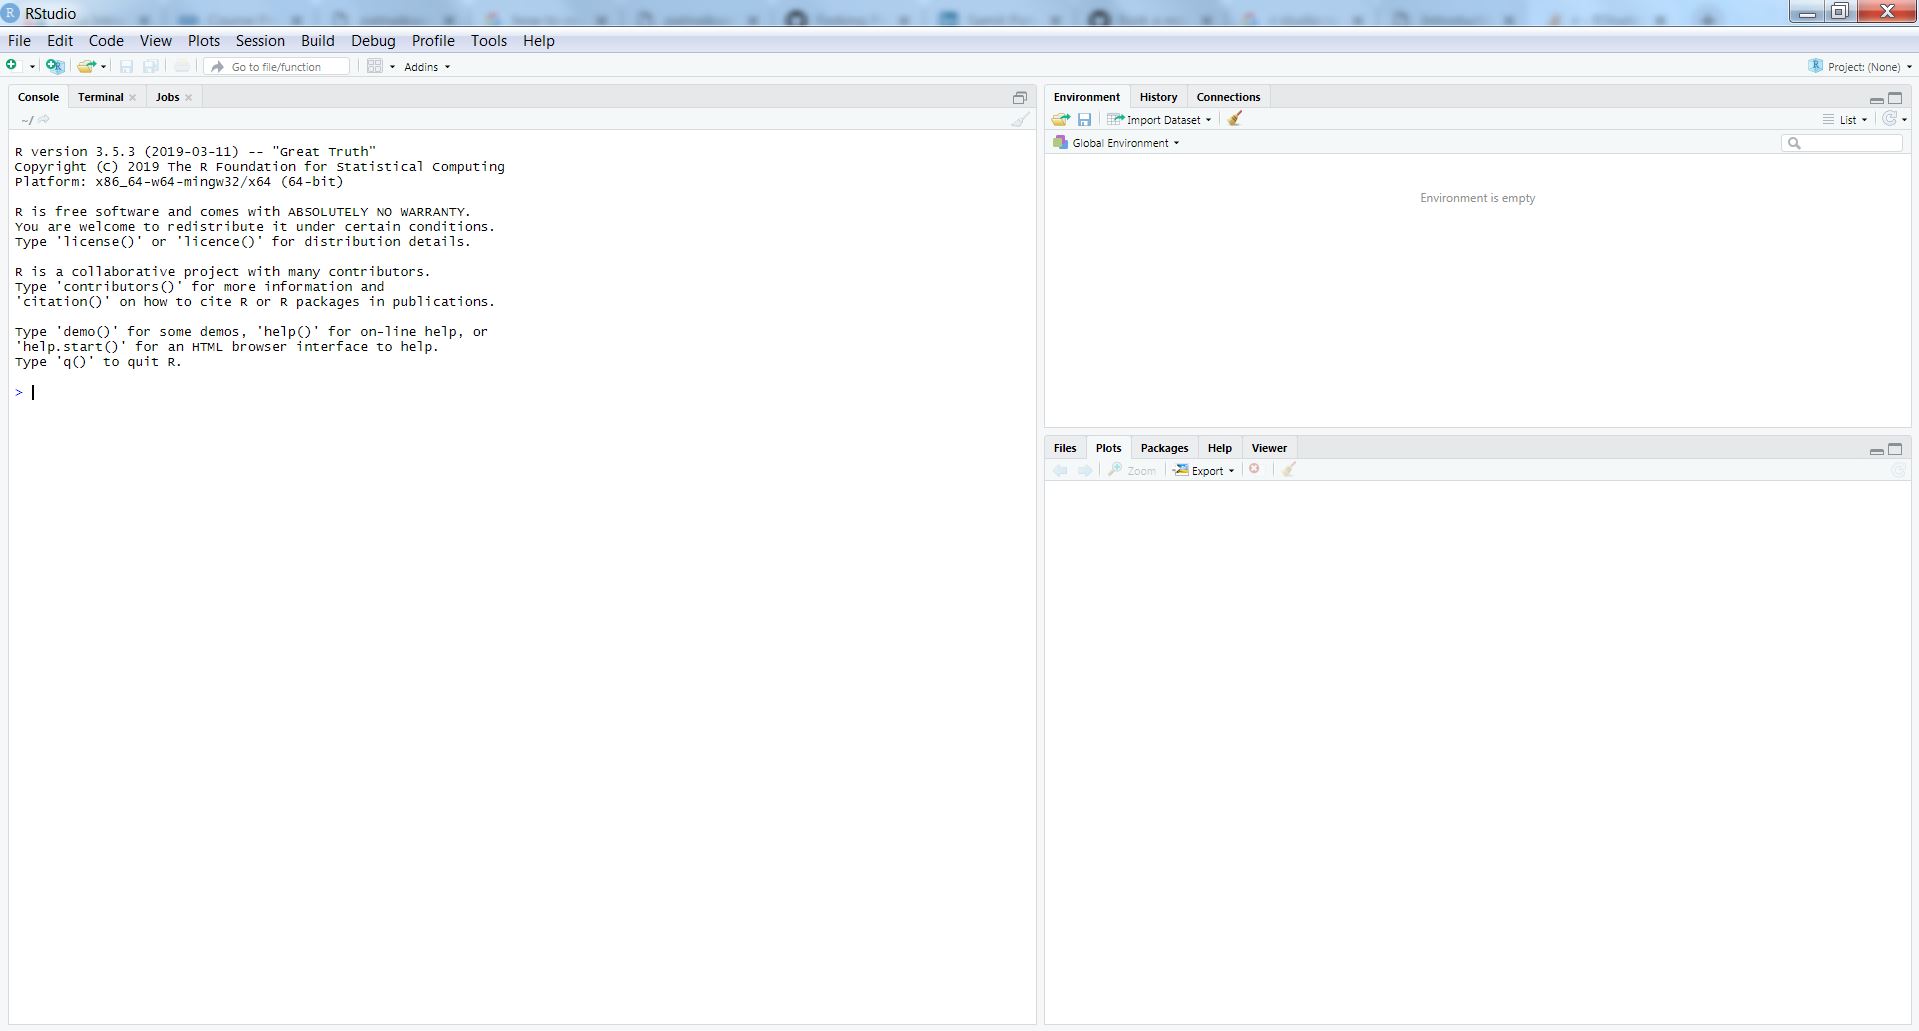 RStudio
File Edit Code View Plots Session Build Debug Profile Tools Help
Go to file/function Addins Project: (None)
Console Terminal Jobs
~/
R version 3.5.3 (2019-03-11) -- "Great Truth"
Copyright (C) 2019 The R Foundation for Statistical Computing
Platform: x86_64-w64-mingw32/x64 (64-bit)
R is free software and comes with ABSOLUTELY NO WARRANTY.
You are welcome to redistribute it under certain conditions.
Type 'license()' or 'licence()' for distribution details.
R is a collaborative project with many contributors.
Type 'contributors()' for more information and
'citation()' on how to cite R or R packages in publications.
Type 'demo()' for some demos, 'help()' for on-line help, or
'help.start()' for an HTML browser interface to help.
Type 'q()' to quit R.
>
Environment History Connections
Import Dataset List
Global Environment
Environment is empty
Files Plots Packages Help Viewer
Zoom Export